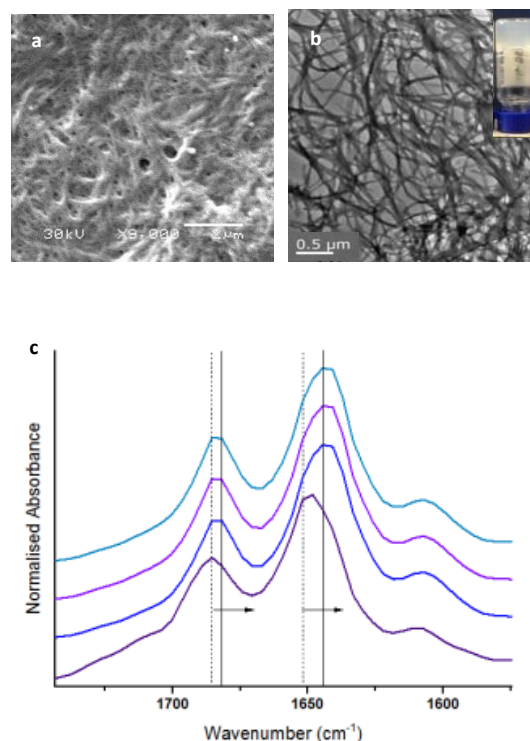 a
b
30kV X9,000 2µm
0.5 µm
c
Normalised Absorbance
1700
1650
1600
Wavenumber (cm⁻¹)